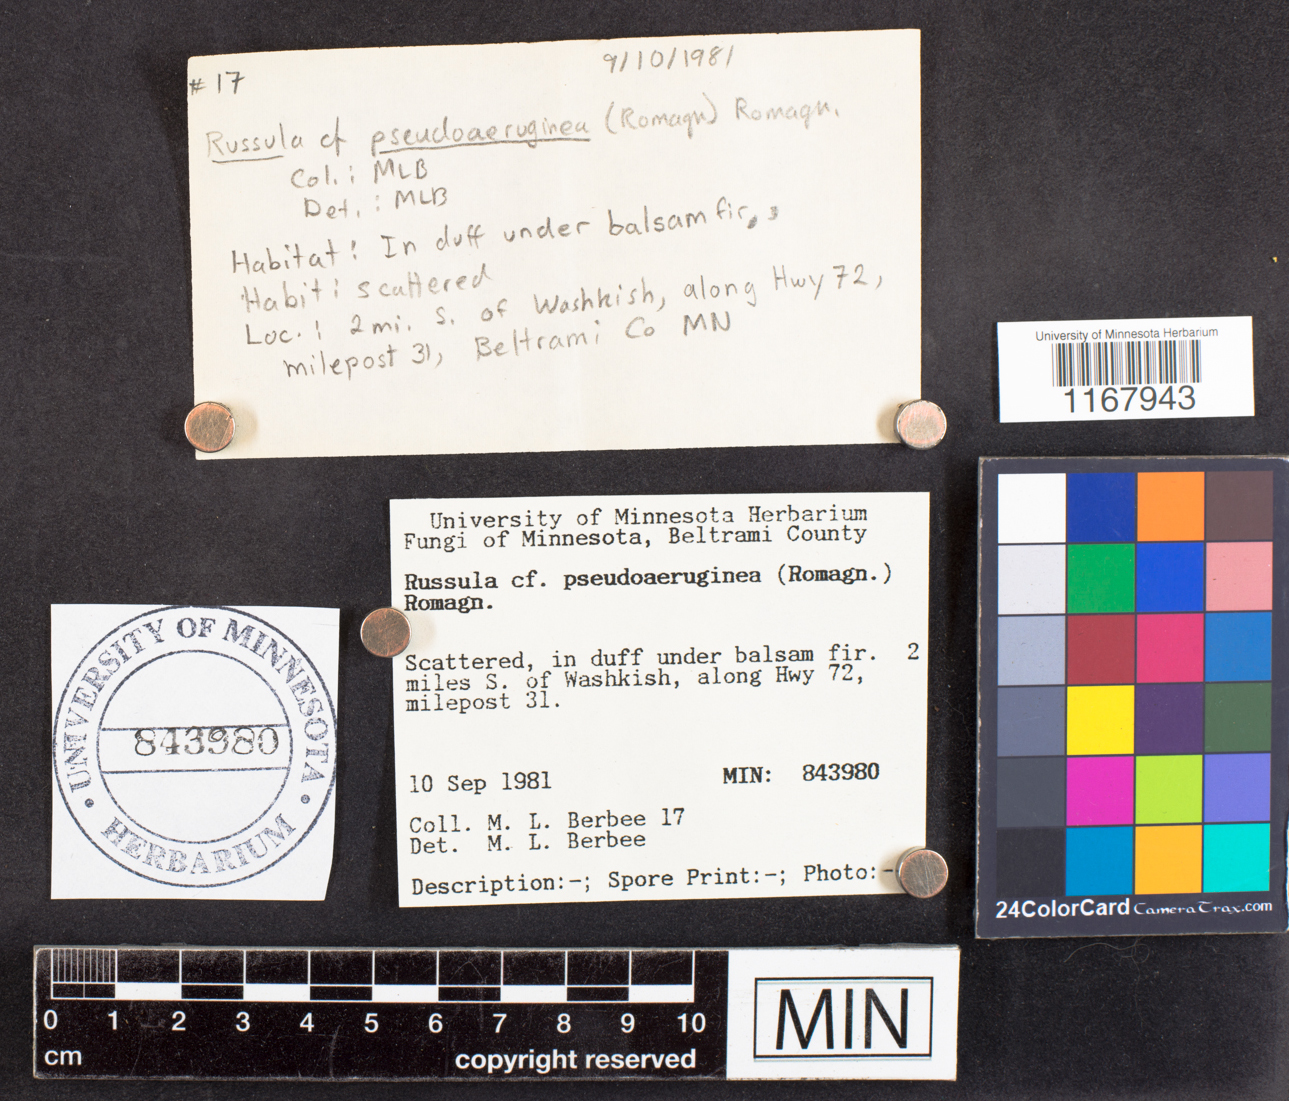 # 17
9/10/1981
Russula cf pseudoaeruginea (Romagn) Romagn.
Col.: MLB
Det.: MLB
Habitat: In duff under balsam fir,
Habit: scattered
Loc.: 2 mi. S. of Washkish, along Hwy 72,
milepost 31, Beltrami Co MN
University of Minnesota Herbarium
1167943
University of Minnesota Herbarium
Fungi of Minnesota, Beltrami County
Russula cf. pseudoaeruginea (Romagn.)
Romagn.
Scattered, in duff under balsam fir. 2
miles S. of Washkish, along Hwy 72,
milepost 31.
10 Sep 1981 MIN: 843980
Coll. M. L. Berbee 17
Det. M. L. Berbee
Description:-; Spore Print:-; Photo:-
UNIVERSITY OF MINNESOTA
843980
HERBARIUM
24ColorCard CameraTrax.com
0 1 2 3 4 5 6 7 8 9 10
cm copyright reserved
MIN